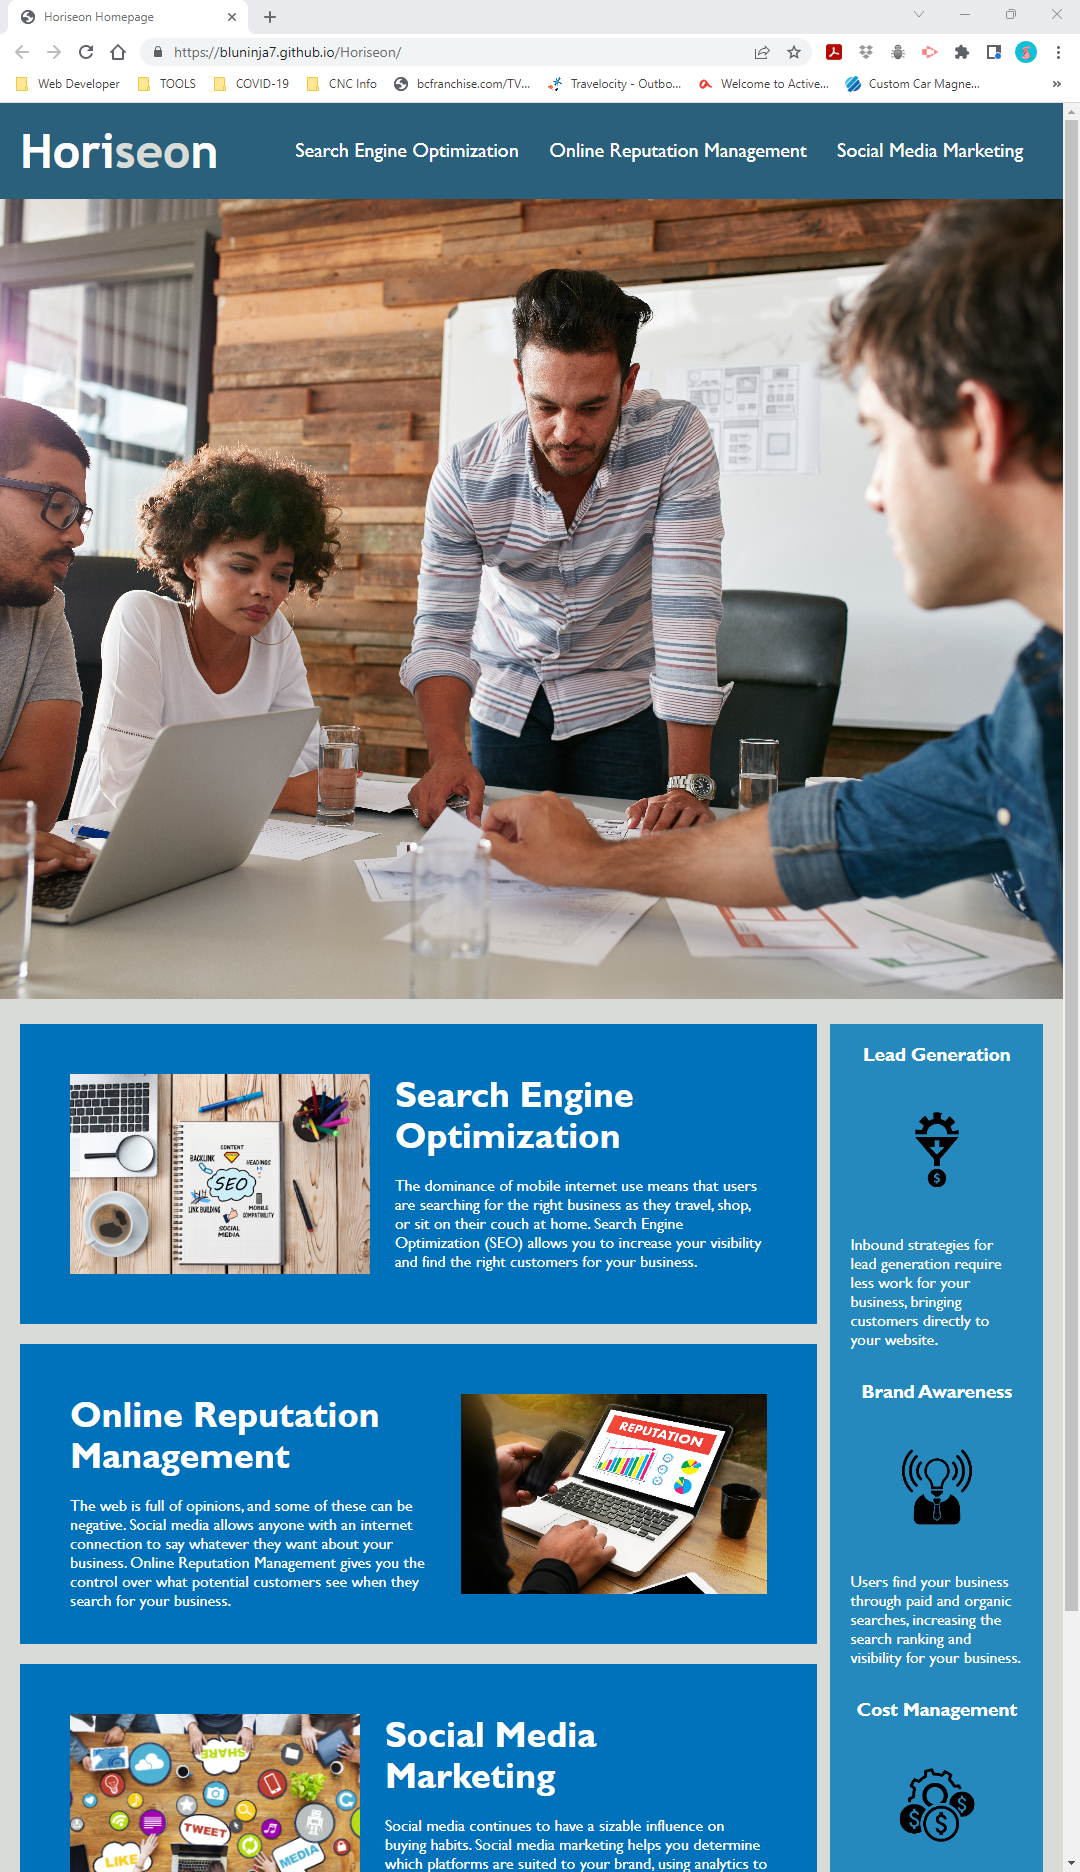 Horiseon Homepage
https://bluninja7.github.io/Horiseon/
Web Developer TOOLS COVID-19 CNC Info bcfranchise.com/TV... Travelocity - Outbo... Welcome to Active... Custom Car Magne... »
Horiseon
Search Engine Optimization Online Reputation Management Social Media Marketing
CONTENT
BACKLINK
HEADINGS
SEO
LINK BUILDING
MOBILE
COMPATIBILITY
SOCIAL
MEDIA
Search Engine
Optimization
The dominance of mobile internet use means that users
are searching for the right business as they travel, shop,
or sit on their couch at home. Search Engine
Optimization (SEO) allows you to increase your visibility
and find the right customers for your business.
Online Reputation
Management
The web is full of opinions, and some of these can be
negative. Social media allows anyone with an internet
connection to say whatever they want about your
business. Online Reputation Management gives you the
control over what potential customers see when they
search for your business.
REPUTATION
SHARE
TWEET
LIKE
MEDIA
Social Media
Marketing
Social media continues to have a sizable influence on
buying habits. Social media marketing helps you determine
which platforms are suited to your brand, using analytics to
Lead Generation
$
Inbound strategies for
lead generation require
less work for your
business, bringing
customers directly to
your website.
Brand Awareness
Users find your business
through paid and organic
searches, increasing the
search ranking and
visibility for your business.
Cost Management
$ $ $